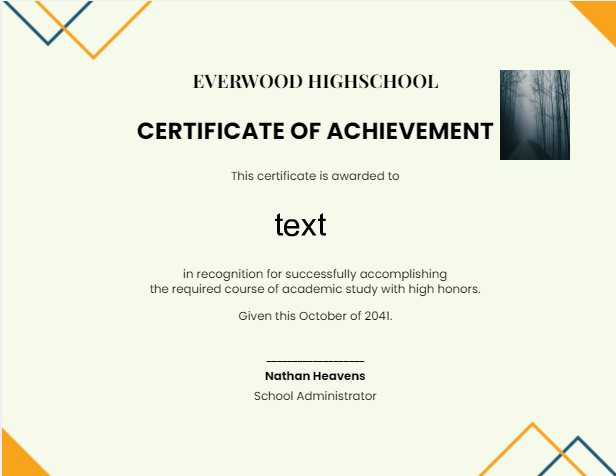 EVERWOOD HIGHSCHOOL
CERTIFICATE OF ACHIEVEMENT
This certificate is awarded to
text
in recognition for successfully accomplishing
the required course of academic study with high honors.
Given this October of 2041.
___________________
Nathan Heavens
School Administrator